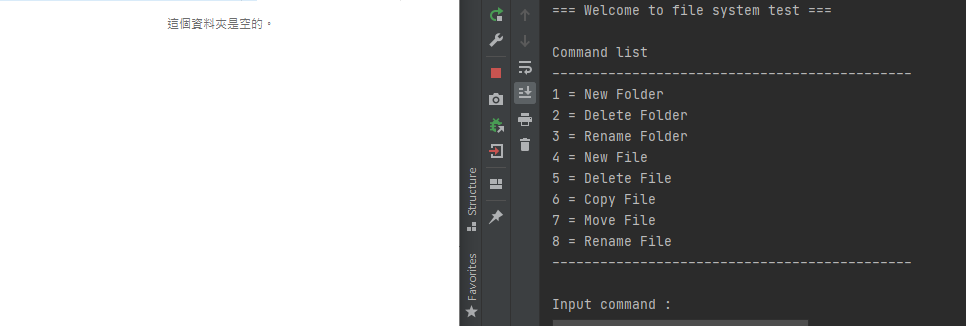 這個資料夾是空的。
=== Welcome to file system test ===
Command list
---------------------------------------------
1 = New Folder
2 = Delete Folder
3 = Rename Folder
4 = New File
5 = Delete File
6 = Copy File
7 = Move File
8 = Rename File
---------------------------------------------
Input command :
Structure
Favorites